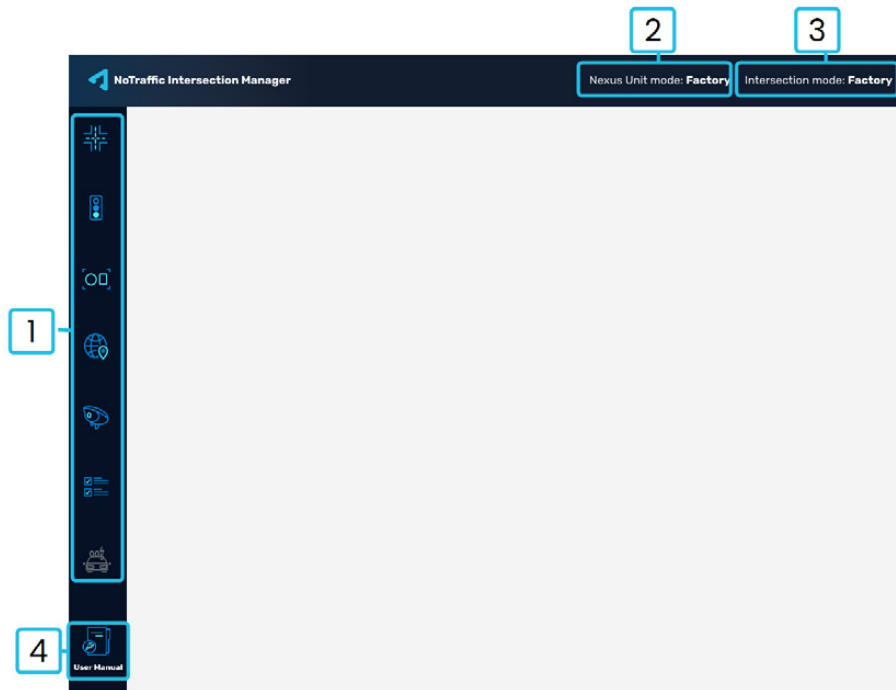 2
3
NoTraffic Intersection Manager
Nexus Unit mode: Factory
Intersection mode: Factory
1
4
User Manual